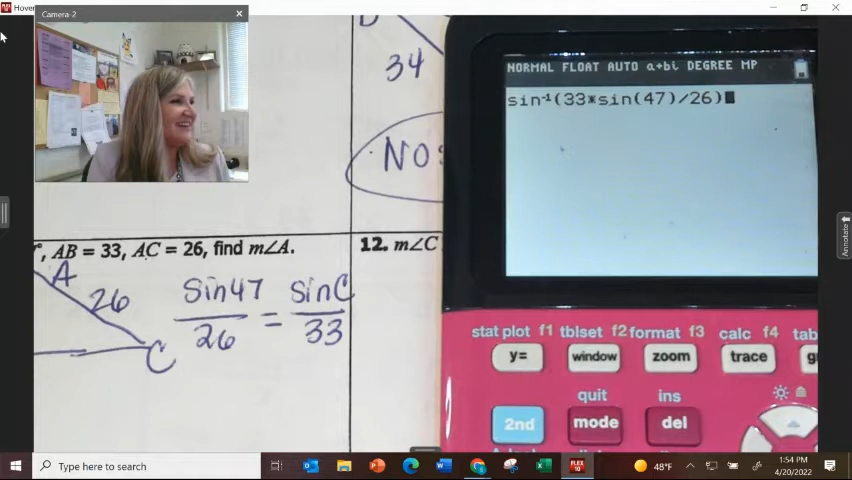 Hover
Camera-2
34
NO
NORMAL FLOAT AUTO a+bi DEGREE MP
sin⁻¹(33*sin(47)/26)
, AB = 33, AC = 26, find m∠A.
12. m∠C
A
26
C
sin47
26
=
sinC
33
Annotate
stat plot f1 tblset f2 format f3 calc f4
y= window zoom trace
quit ins
2nd mode del
Type here to search
FLEX
10
48°F
1:54 PM
4/20/2022